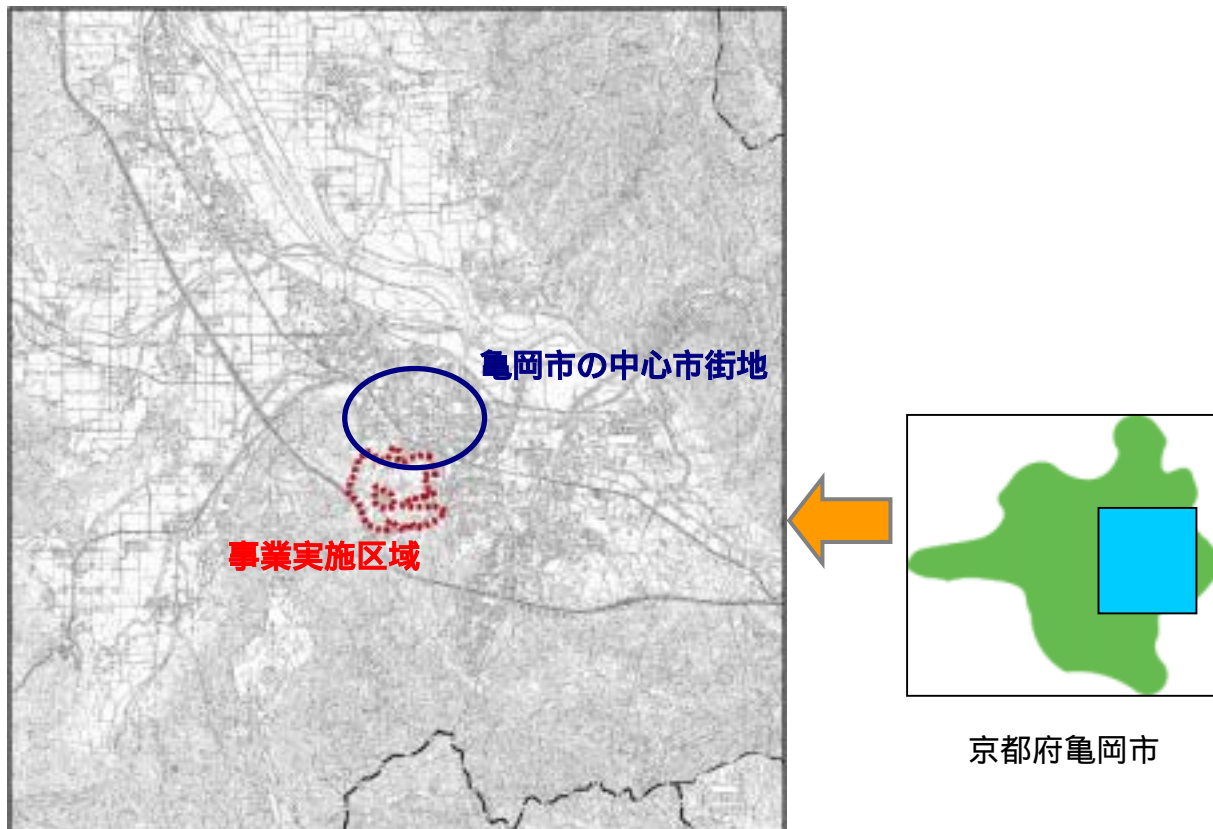 亀岡市の中心市街地
事業実施区域
京都府亀岡市